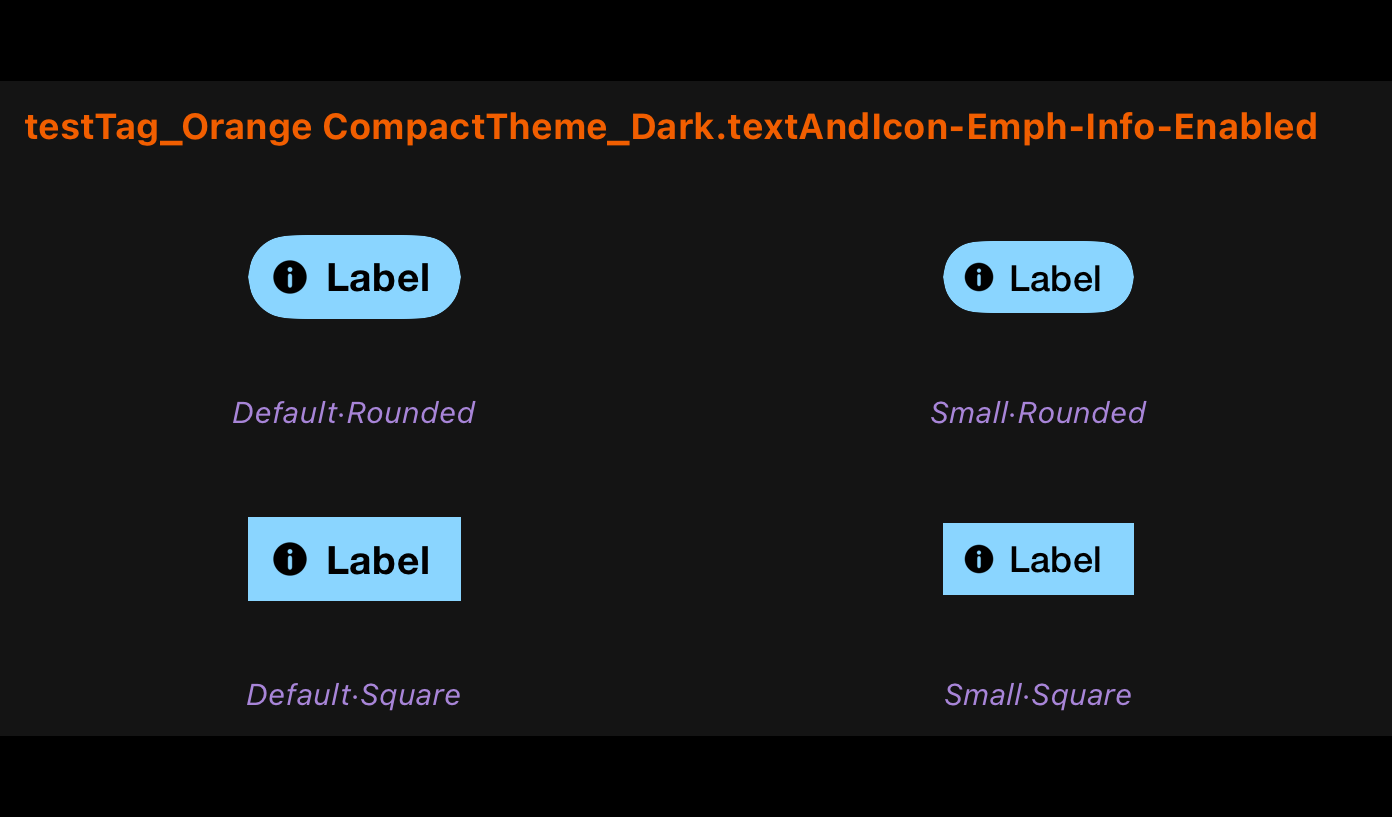 testTag_Orange CompactTheme_Dark.textAndIcon-Emph-Info-Enabled
Label
Label
Default·Rounded
Small·Rounded
Label
Label
Default·Square
Small·Square